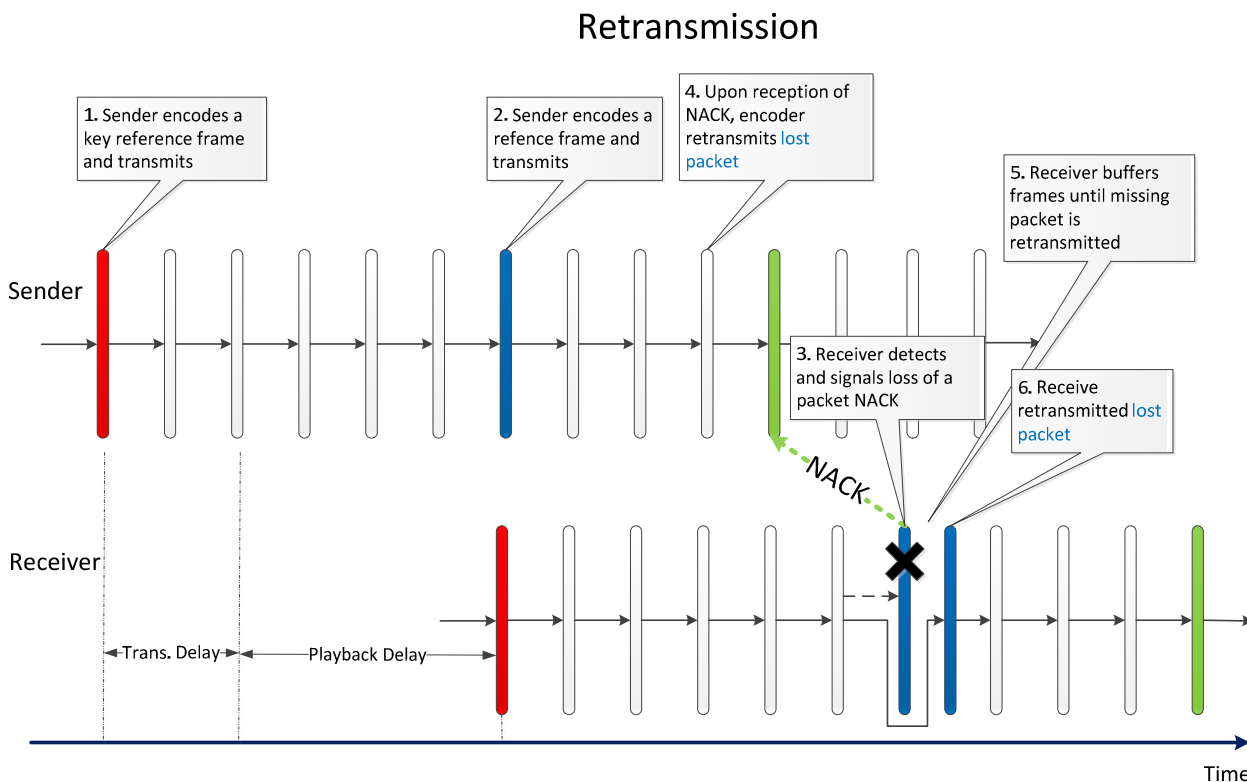 Retransmission
1. Sender encodes a
key reference frame
and transmits
2. Sender encodes a
refence frame and
transmits
4. Upon reception of
NACK, encoder
retransmits lost
packet
5. Receiver buffers
frames until missing
packet is
retransmitted
Sender
3. Receiver detects
and signals loss of a
packet NACK
6. Receive
retransmitted lost
packet
NACK
Receiver
Trans. Delay
Playback Delay
Time